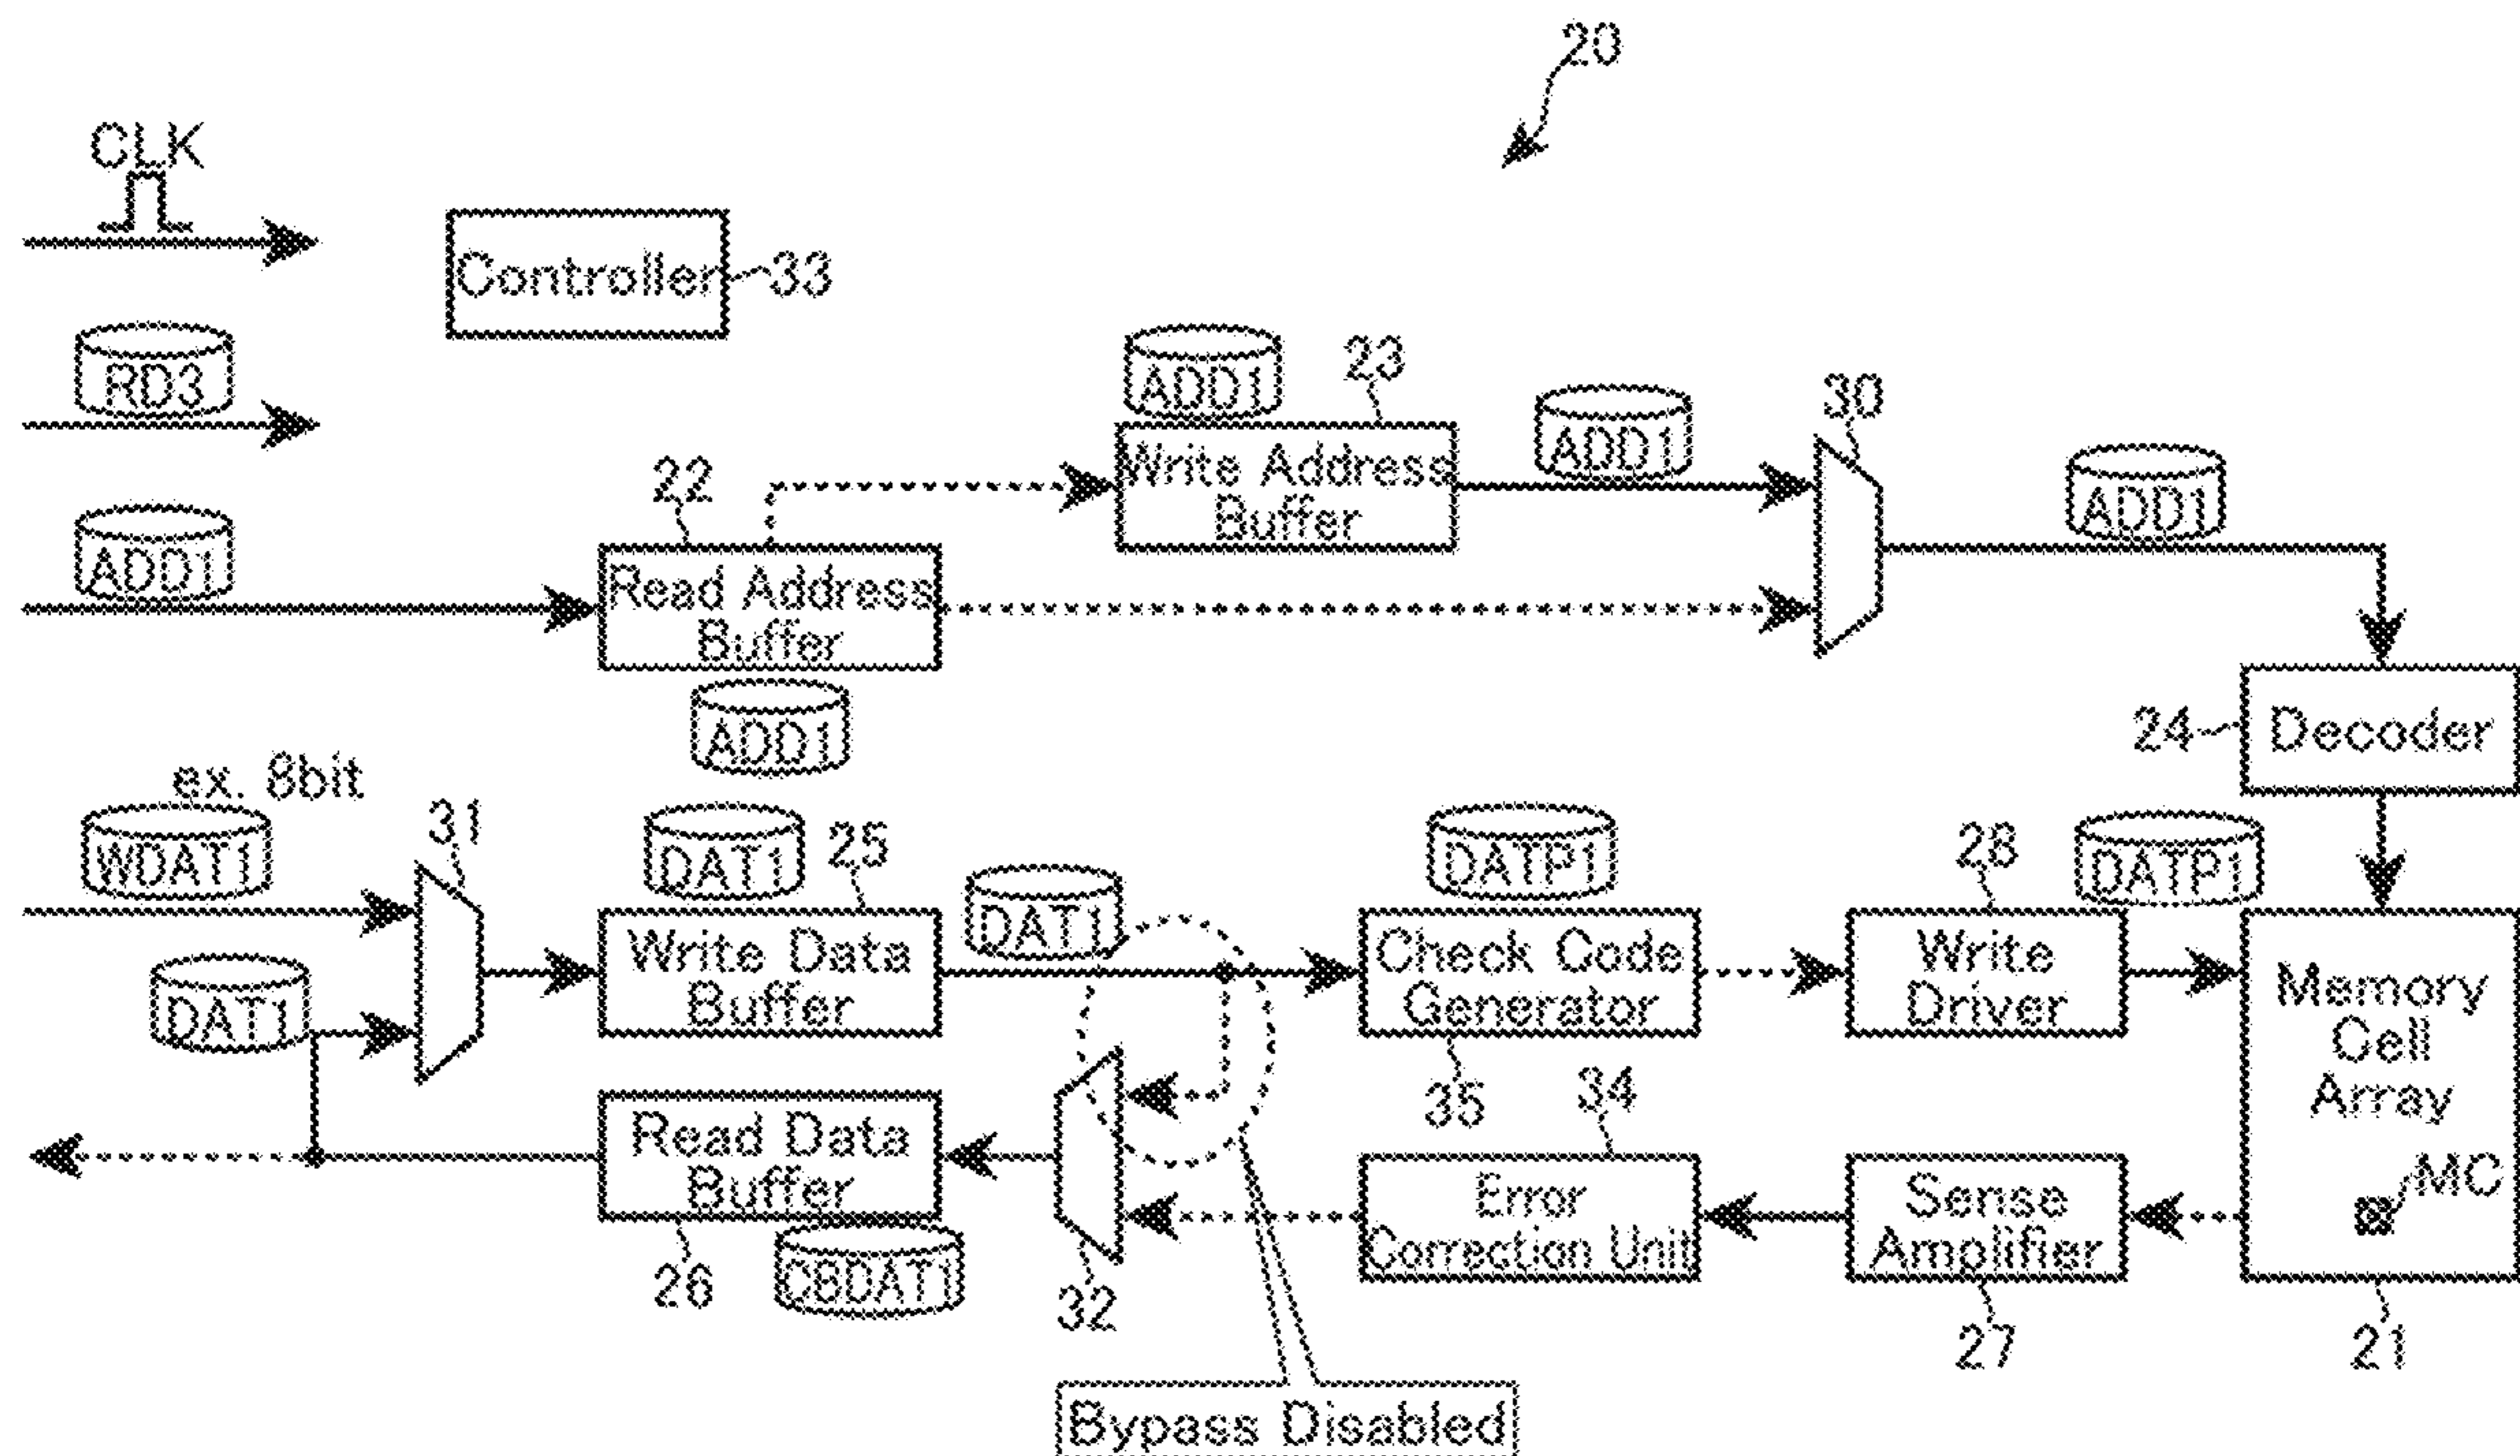 20
CLK
Controller
33
RD3
ADD1
23
ADD1
30
ADD1
22
Write Address
Buffer
ADD1
Read Address
Buffer
ADD1
24
Decoder
ex. 8bit
WDAT1
31
DAT1
25
DAT1
DATP1
28
DATP1
DAT1
Write Data
Buffer
Check Code
Generator
Write
Driver
Memory
Cell
Array
35
34
Read Data
Buffer
Error
Correction Unit
Sense
Amplifier
MC
26
CBDAT1
32
27
21
Bypass Disabled